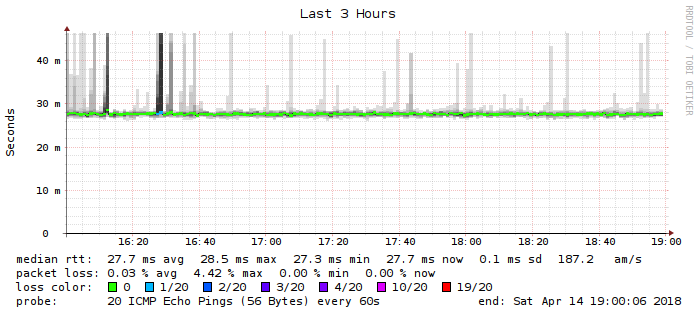 Last 3 Hours
RRDTOOL / TOBI OETIKER
Seconds
40 m
30 m
20 m
10 m
0
16:20 16:40 17:00 17:20 17:40 18:00 18:20 18:40 19:00
median rtt: 27.7 ms avg 28.5 ms max 27.3 ms min 27.7 ms now 0.1 ms sd 187.2 am/s
packet loss: 0.03 % avg 4.42 % max 0.00 % min 0.00 % now
loss color: 0 1/20 2/20 3/20 4/20 10/20 19/20
probe: 20 ICMP Echo Pings (56 Bytes) every 60s end: Sat Apr 14 19:00:06 2018